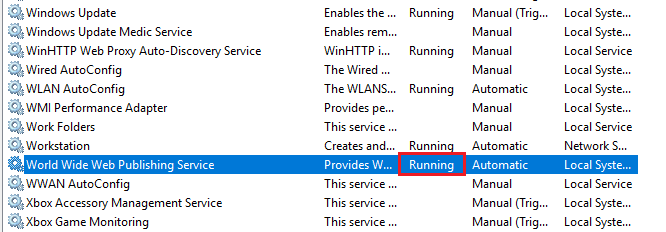 Windows Update Enables the ... Running Manual (Trig... Local Syste...
Windows Update Medic Service Enables rem... Manual Local Syste...
WinHTTP Web Proxy Auto-Discovery Service WinHTTP i... Running Manual Local Service
Wired AutoConfig The Wired ... Manual Local Syste...
WLAN AutoConfig The WLANS... Running Automatic Local Syste...
WMI Performance Adapter Provides pe... Manual Local Syste...
Work Folders This service ... Manual Local Service
Workstation Creates and... Running Automatic Network S...
World Wide Web Publishing Service Provides W... Running Automatic Local Syste...
WWAN AutoConfig This service ... Manual Local Service
Xbox Accessory Management Service This service ... Manual (Trig... Local Syste...
Xbox Game Monitoring This service ... Manual (Trig... Local Syste...